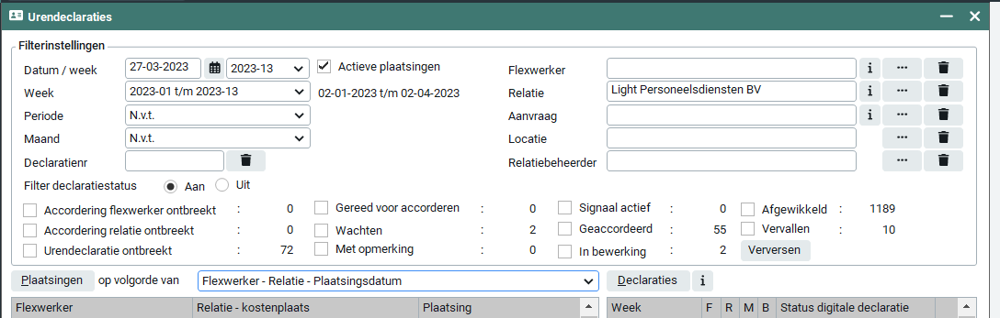 Urendeclaraties
Filterinstellingen
Datum / week 27-03-2023 2023-13 Actieve plaatsingen
Week 2023-01 t/m 2023-13 02-01-2023 t/m 02-04-2023
Periode N.v.t.
Maand N.v.t.
Declaratienr
Flexwerker
Relatie Light Personeelsdiensten BV
Aanvraag
Locatie
Relatiebeheerder
Filter declaratiestatus Aan Uit
Accordering flexwerker ontbreekt : 0 Gereed voor accorderen : 0 Signaal actief : 0 Afgewikkeld : 1189
Accordering relatie ontbreekt : 0 Wachten : 2 Geaccordeerd : 55 Vervallen : 10
Urendeclaratie ontbreekt : 72 Met opmerking : 0 In bewerking : 2 Verversen
Plaatsingen op volgorde van Flexwerker - Relatie - Plaatsingsdatum Declaraties
Flexwerker Relatie - kostenplaats Plaatsing Week F R M B Status digitale declaratie